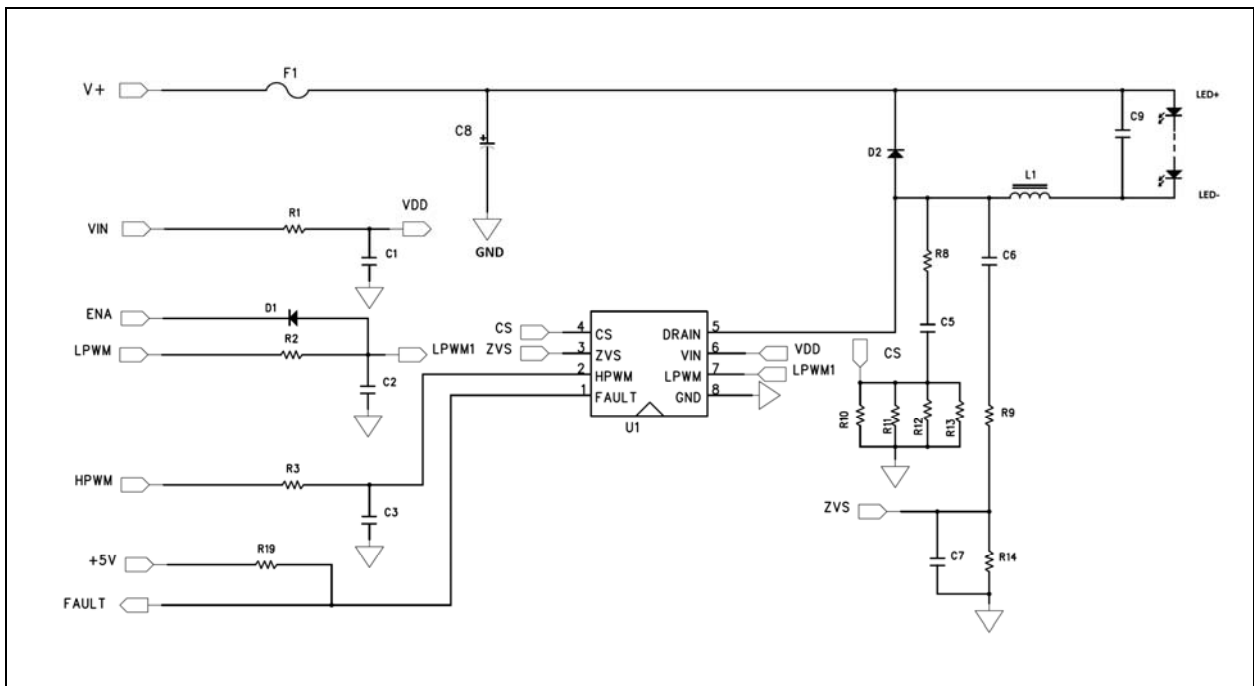 F1
V+
LED+
C9
C8
D2
L1
LED-
R1
VDD
VIN
C1
GND
R8
C6
D1
ENA
CS 4 CS DRAIN 5
C5
R2
LPWM
LPWM1
ZVS 3 ZVS VIN 6 VDD
CS
2 HPWM LPWM 7 LPWM1
C2
1 FAULT GND 8
U1
R10
R11
R12
R13
R9
R3
HPWM
C3
ZVS
R19
+5V
C7
R14
FAULT